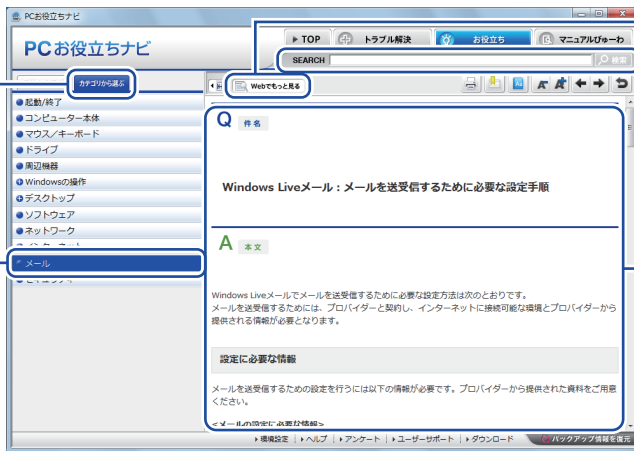 PCお役立ちナビ
PCお役立ちナビ
TOP
トラブル解決
お役立ち
マニュアルびゅーわ
SEARCH
検索
カテゴリから選ぶ
Webでもっと見る
起動/終了
コンピューター本体
マウス/キーボード
ドライブ
周辺機器
Windowsの操作
デスクトップ
ソフトウェア
ネットワーク
メール
Q 件名
Windows Liveメール：メールを送受信するために必要な設定手順
A 本文
Windows Liveメールでメールを送受信するために必要な設定方法は次のとおりです。
メールを送受信するためには、プロバイダーと契約し、インターネットに接続可能な環境とプロバイダーから
提供される情報が必要となります。
設定に必要な情報
メールを送受信するための設定を行うには以下の情報が必要です。プロバイダーから提供された資料をご用意
ください。
<メールの設定に必要な情報>
環境設定 | ヘルプ | アンケート | ユーザーサポート | ダウンロード
バックアップ情報を復元